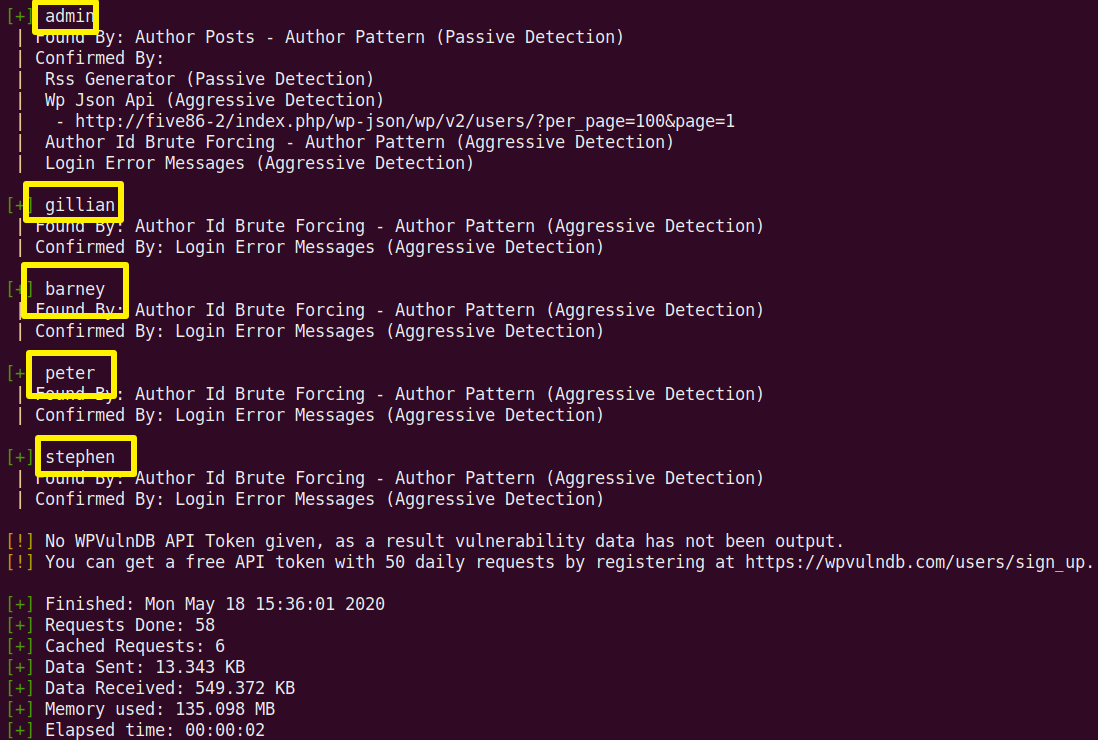 [+] admin
| Found By: Author Posts - Author Pattern (Passive Detection)
| Confirmed By:
| Rss Generator (Passive Detection)
| Wp Json Api (Aggressive Detection)
| - http://five86-2/index.php/wp-json/wp/v2/users/?per_page=100&page=1
| Author Id Brute Forcing - Author Pattern (Aggressive Detection)
| Login Error Messages (Aggressive Detection)
[+] gillian
| Found By: Author Id Brute Forcing - Author Pattern (Aggressive Detection)
| Confirmed By: Login Error Messages (Aggressive Detection)
[+] barney
| Found By: Author Id Brute Forcing - Author Pattern (Aggressive Detection)
| Confirmed By: Login Error Messages (Aggressive Detection)
[+] peter
| Found By: Author Id Brute Forcing - Author Pattern (Aggressive Detection)
| Confirmed By: Login Error Messages (Aggressive Detection)
[+] stephen
| Found By: Author Id Brute Forcing - Author Pattern (Aggressive Detection)
| Confirmed By: Login Error Messages (Aggressive Detection)
[!] No WPVulnDB API Token given, as a result vulnerability data has not been output.
[!] You can get a free API token with 50 daily requests by registering at https://wpvulndb.com/users/sign_up.
[+] Finished: Mon May 18 15:36:01 2020
[+] Requests Done: 58
[+] Cached Requests: 6
[+] Data Sent: 13.343 KB
[+] Data Received: 549.372 KB
[+] Memory used: 135.098 MB
[+] Elapsed time: 00:00:02